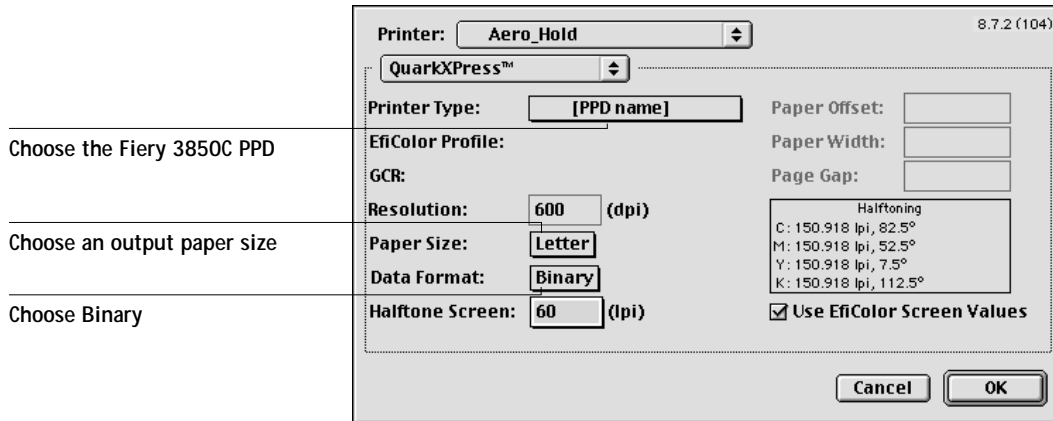 8.7.2 (104)
Printer: Aero_Hold
QuarkXPress™
Printer Type: [PPD name]
Paper Offset:
Choose the Fiery 3850C PPD
EfiColor Profile:
Paper Width:
GCR:
Page Gap:
Resolution: 600 (dpi)
Halftoning
C: 150.918 lpi, 82.5°
M: 150.918 lpi, 52.5°
Y: 150.918 lpi, 7.5°
K: 150.918 lpi, 112.5°
Choose an output paper size
Paper Size: Letter
Data Format: Binary
Choose Binary
Halftone Screen: 60 (lpi)
Use EfiColor Screen Values
Cancel
OK